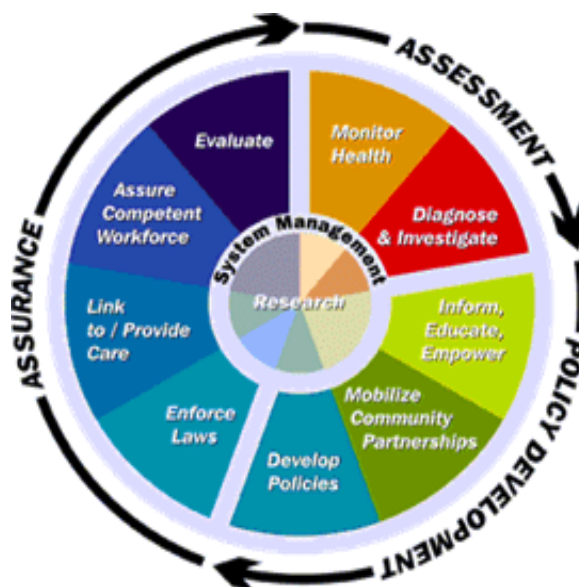 ASSESSMENT
POLICY DEVELOPMENT
ASSURANCE
Monitor
Health
Diagnose
& Investigate
Inform,
Educate,
Empower
Mobilize
Community
Partnerships
Develop
Policies
Enforce
Laws
Link
to / Provide
Care
Assure
Competent
Workforce
Evaluate
System Management
Research